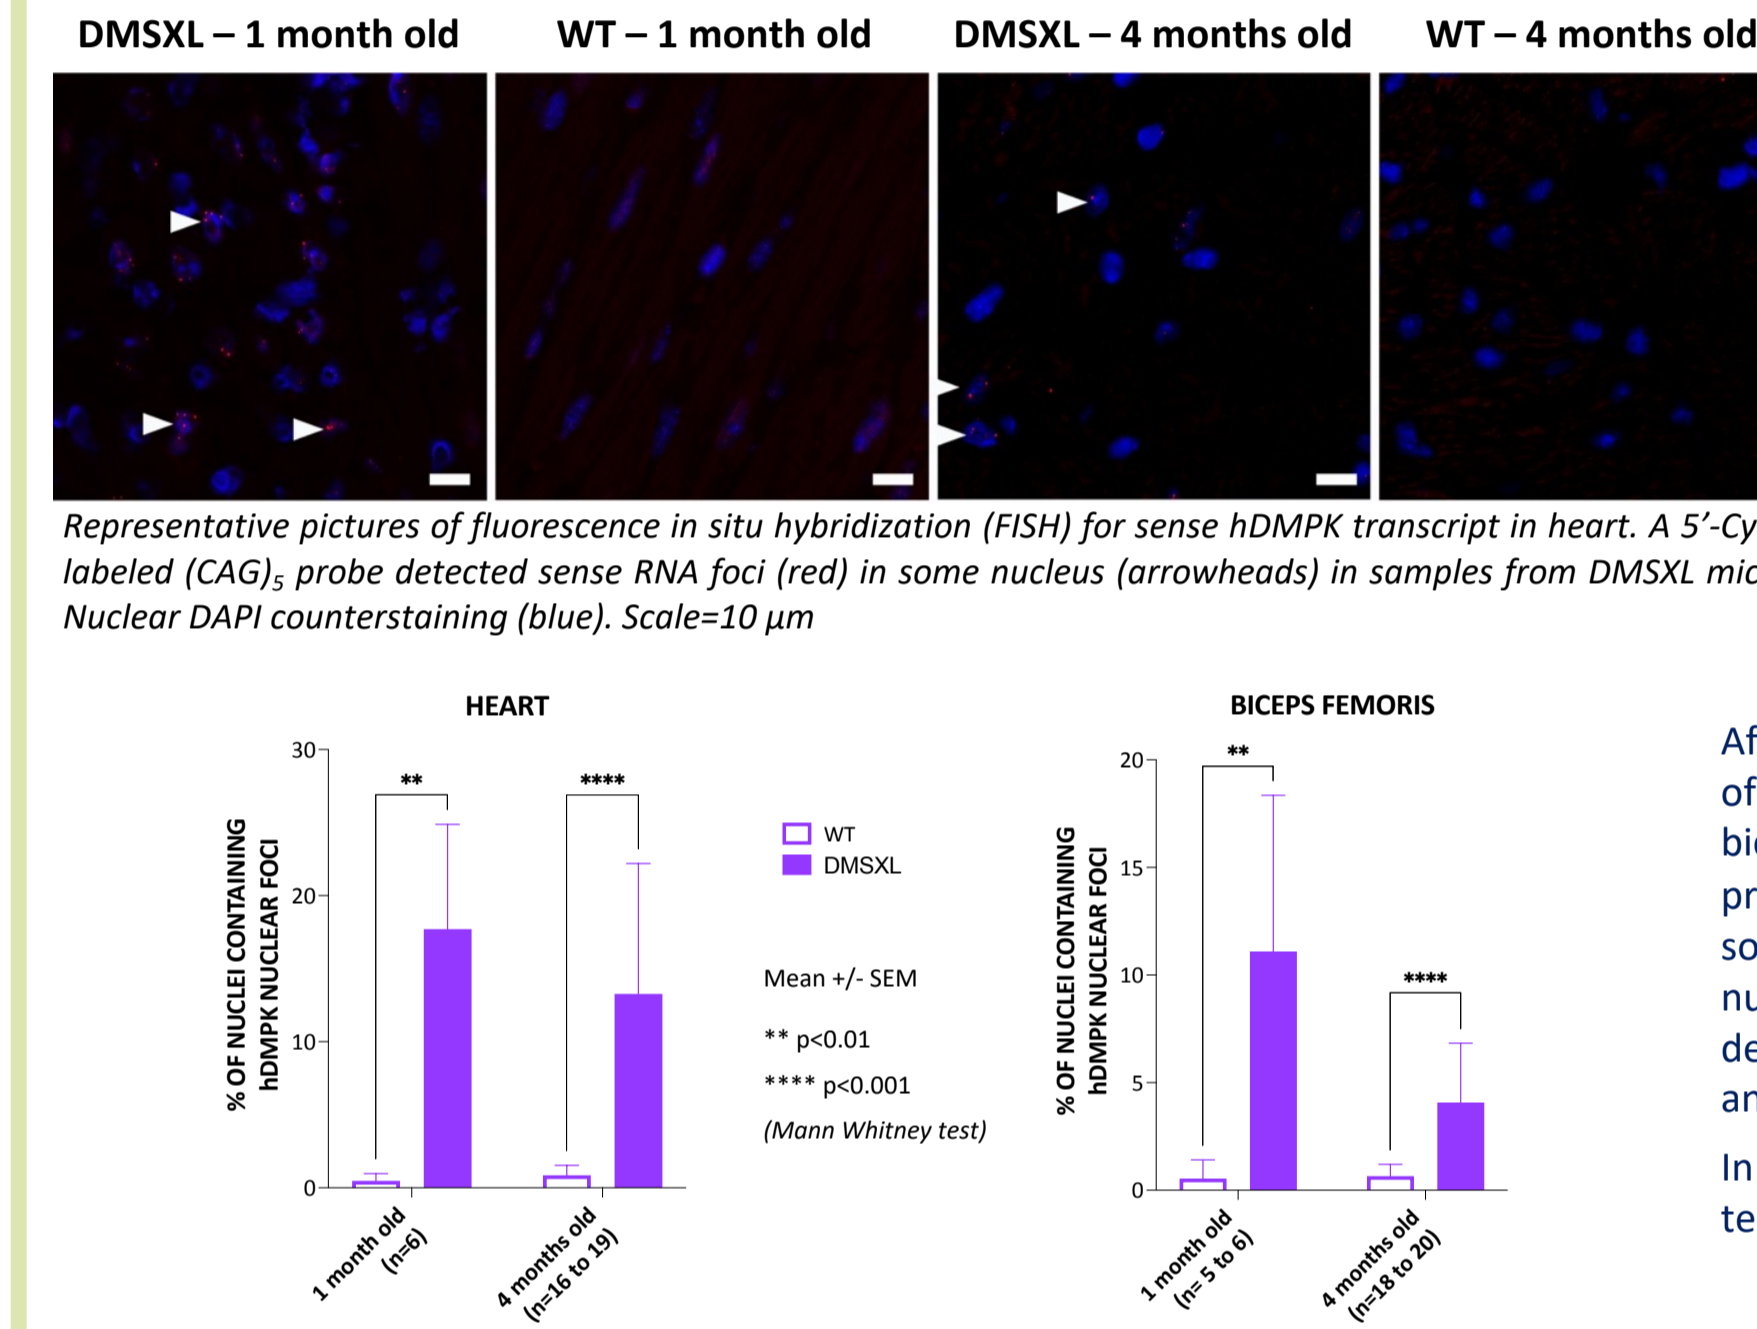 DMSXL – 1 month old
WT – 1 month old
DMSXL – 4 months old
WT – 4 months old
Representative pictures of fluorescence in situ hybridization (FISH) for sense hDMPK transcript in heart. A 5’-Cy
labeled (CAG)5 probe detected sense RNA foci (red) in some nucleus (arrowheads) in samples from DMSXL mic
Nuclear DAPI counterstaining (blue). Scale=10 µm
HEART
% OF NUCLEI CONTAINING
hDMPK NUCLEAR FOCI
30
20
10
0
**
****
1 month old
(n=6)
4 months old
(n=16 to 19)
WT
DMSXL
Mean +/- SEM
** p<0.01
**** p<0.001
(Mann Whitney test)
BICEPS FEMORIS
% OF NUCLEI CONTAINING
hDMPK NUCLEAR FOCI
20
15
10
5
0
**
****
1 month old
(n= 5 to 6)
4 months old
(n=18 to 20)
Af
of
bi
pr
so
nu
de
an
In
te